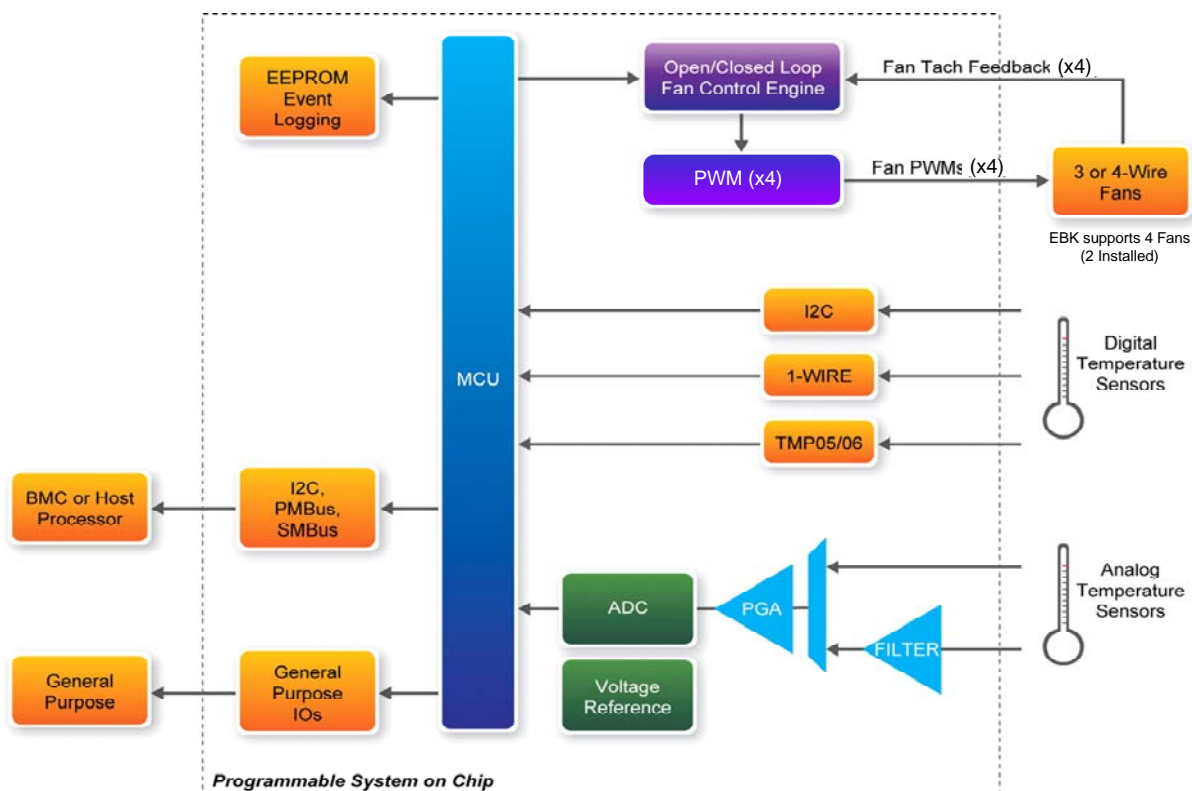 EEPROM
Event
Logging
Open/Closed Loop
Fan Control Engine
Fan Tach Feedback (x4)
PWM (x4)
Fan PWMs (x4)
3 or 4-Wire
Fans
EBK supports 4 Fans
(2 Installed)
I2C
1-WIRE
TMP05/06
Digital
Temperature
Sensors
MCU
BMC or Host
Processor
I2C,
PMBus,
SMBus
ADC
PGA
FILTER
Analog
Temperature
Sensors
Voltage
Reference
General
Purpose
General
Purpose
IOs
Programmable System on Chip